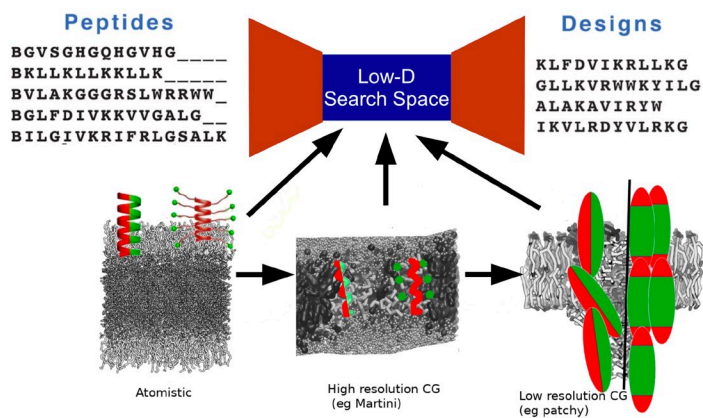 Peptides
BGVSGHGQHGVHG____
BKLLKLLKKLLK_____
BVLAKGGGRSLWRRWW_
BGLFDIVKKVVGALG__
BILGIVKRIFRLGSALK
Low-D
Search Space
Designs
KLFDVIKRLLKG
GLLKVRWWKYILG
ALAKAVIRYW
IKVLRDYVLRKG
Atomistic
High resolution CG
(eg Martini)
Low resolution CG
(eg patchy)